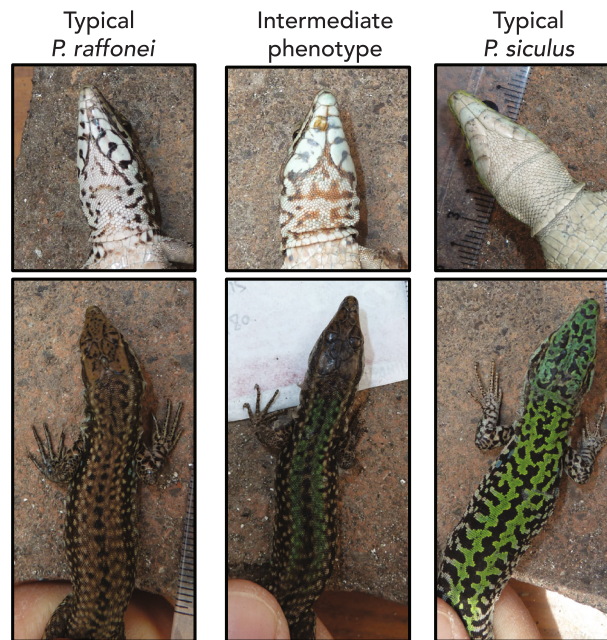 Typical
P. raffonei
Intermediate
phenotype
Typical
P. siculus